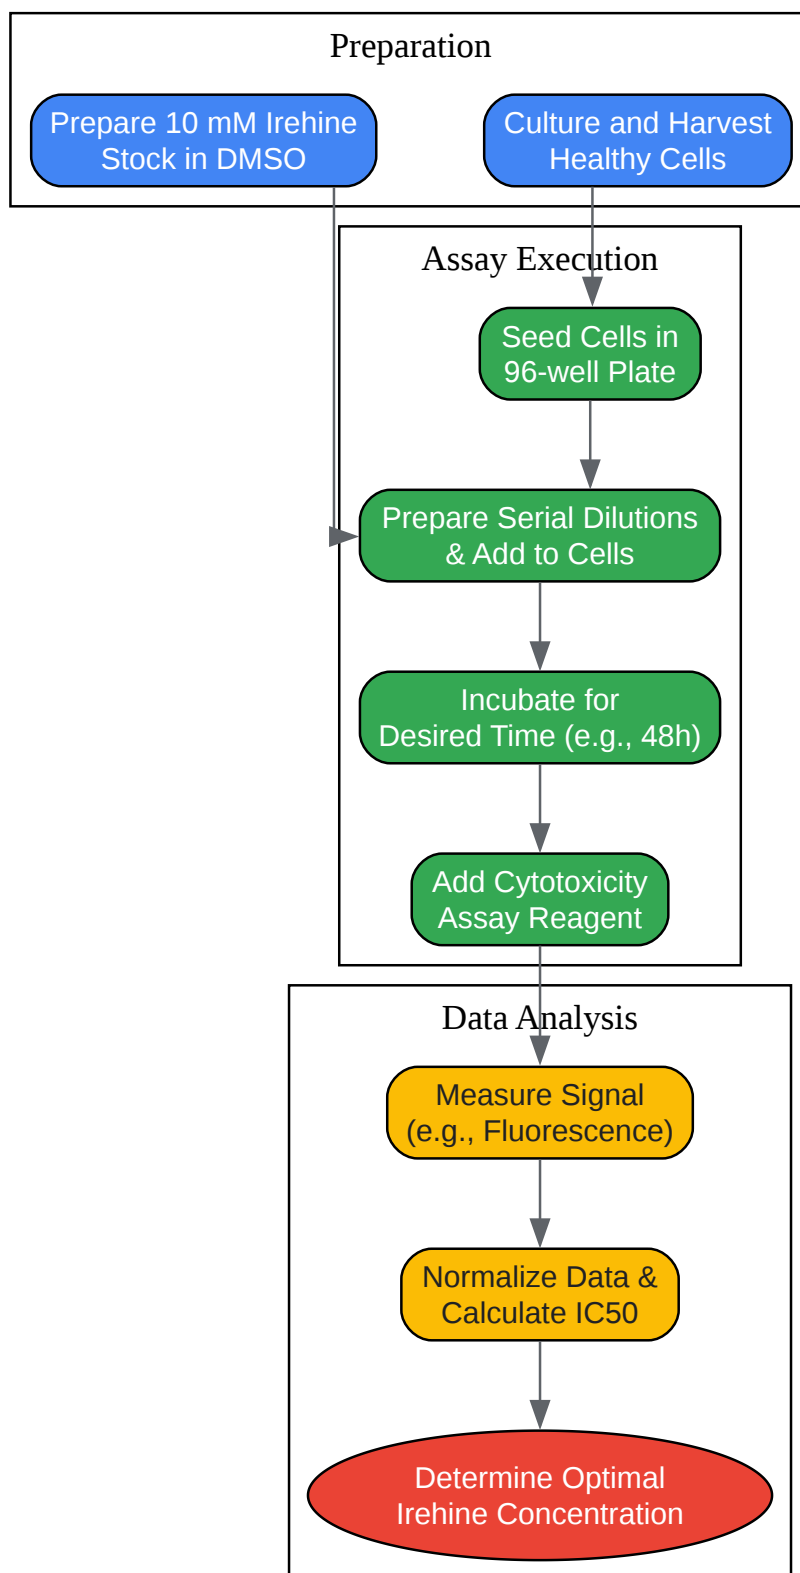 Preparation
Prepare 10 mM Irehine
Stock in DMSO
Culture and Harvest
Healthy Cells
Assay Execution
Seed Cells in
96-well Plate
Prepare Serial Dilutions
& Add to Cells
Incubate for
Desired Time (e.g., 48h)
Add Cytotoxicity
Assay Reagent
Data Analysis
Measure Signal
(e.g., Fluorescence)
Normalize Data &
Calculate IC50
Determine Optimal
Irehine Concentration